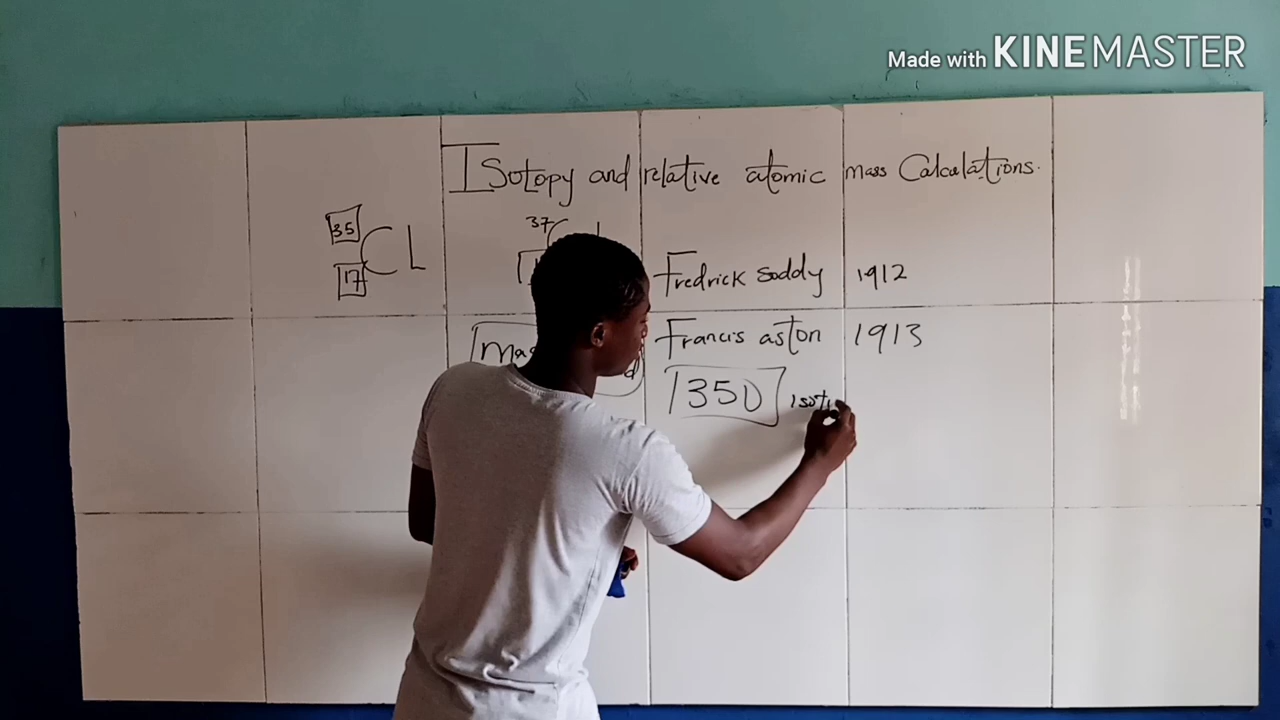 Made with KINEMASTER
Isotopy and relative atomic mass Calculations.
35
17
CL
37
Fredrick soddy 1912
Francis aston 1913
1350